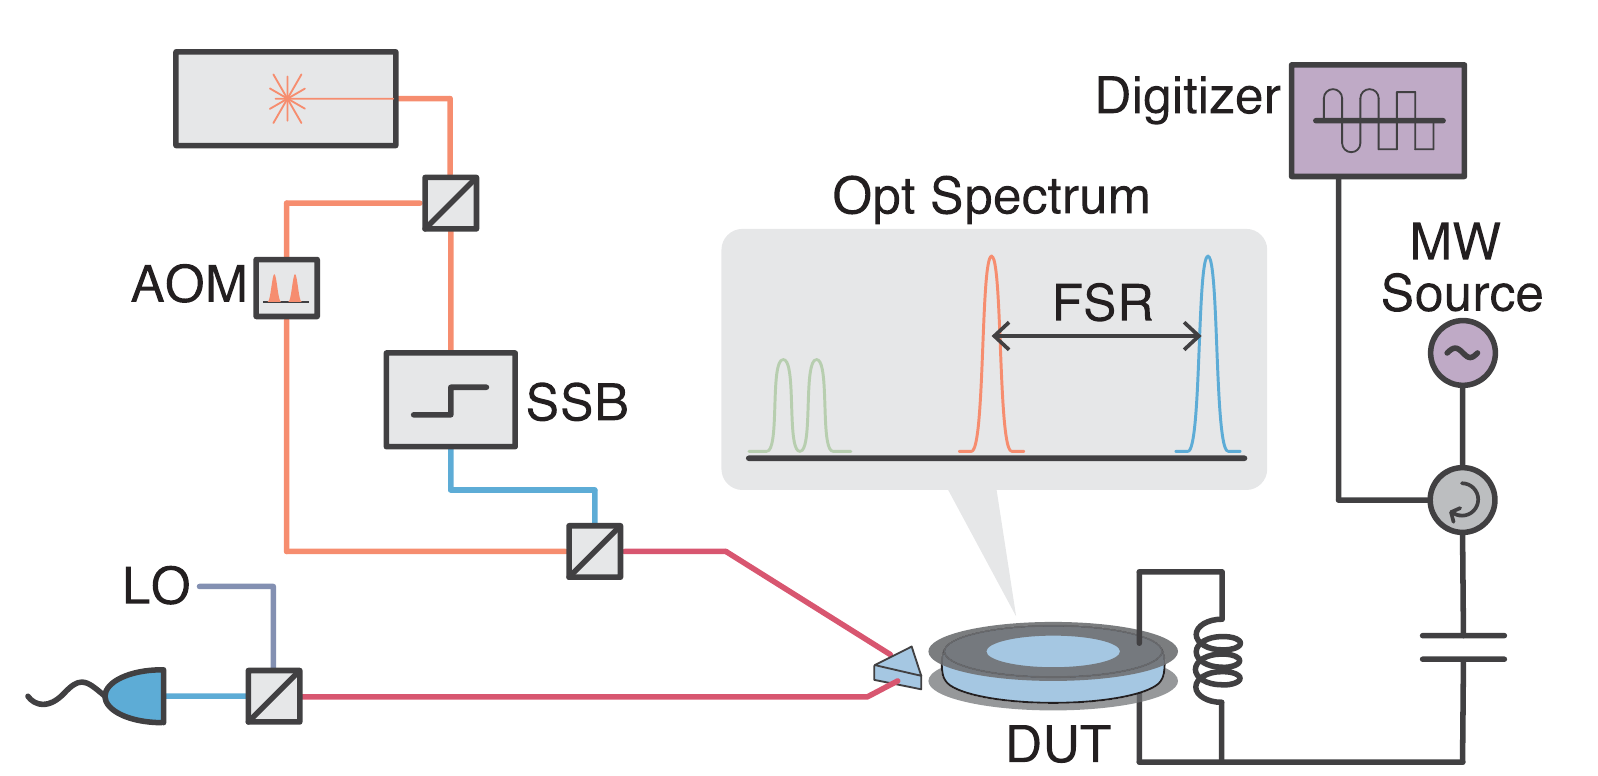 Digitizer
Opt Spectrum
MW
Source
AOM
FSR
SSB
LO
DUT